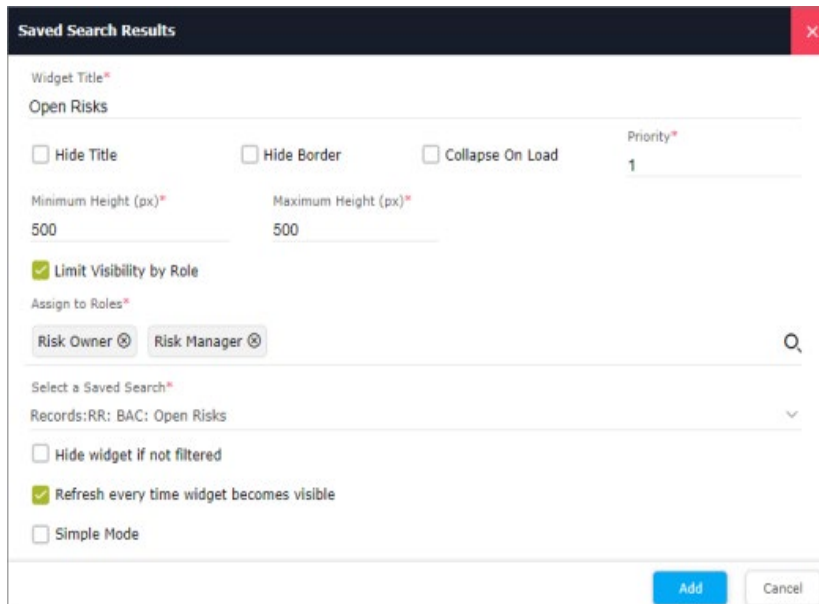 Saved Search Results
Widget Title*
Open Risks
Hide Title Hide Border Collapse On Load Priority*
1
Minimum Height (px)* Maximum Height (px)*
500 500
Limit Visibility by Role
Assign to Roles*
Risk Owner Risk Manager
Select a Saved Search*
Records:RR: BAC: Open Risks
Hide widget if not filtered
Refresh every time widget becomes visible
Simple Mode
Add Cancel